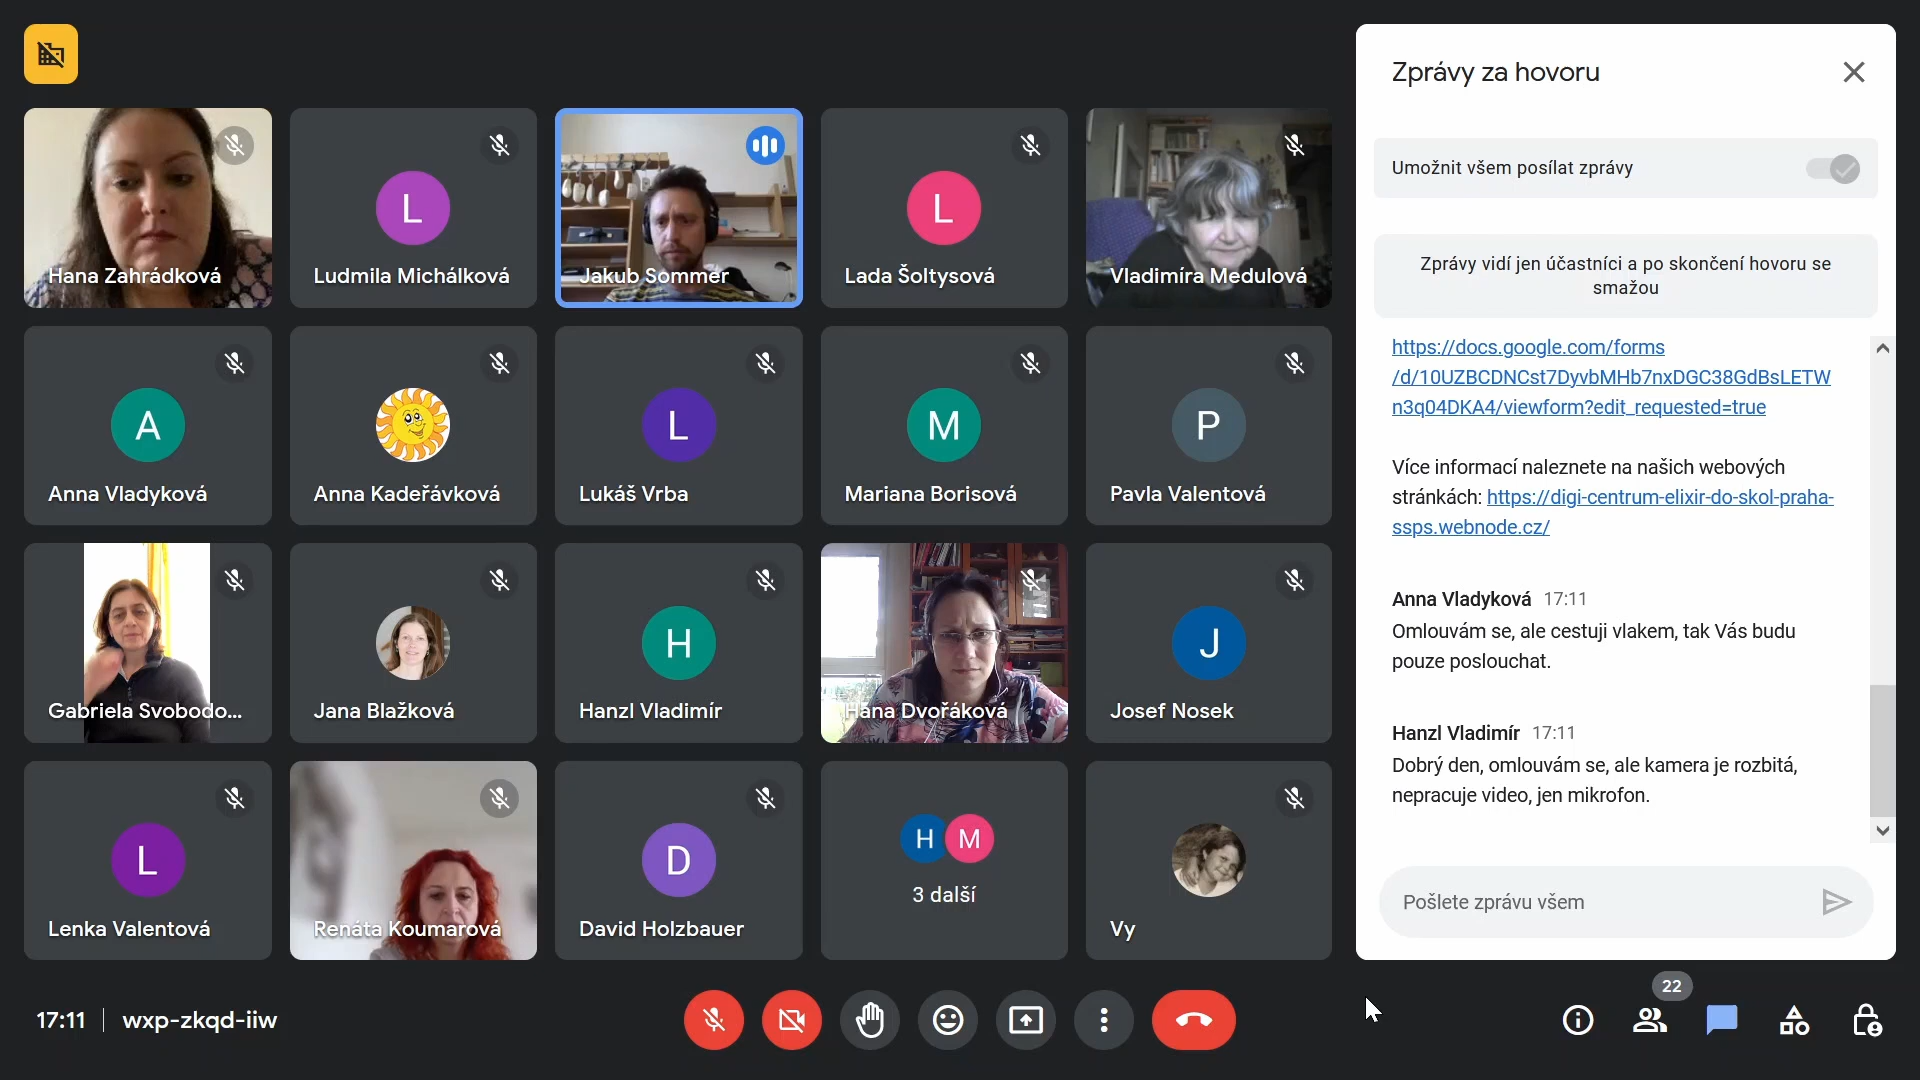 Zprávy za hovoru
Umožnit všem posílat zprávy
Zprávy vidí jen účastníci a po skončení hovoru se
smažou
https://docs.google.com/forms
/d/10UZBCDNCst7DyvbMHb7nxDGC38GdBsLETW
n3q04DKA4/viewform?edit_requested=true
Více informací naleznete na našich webových
stránkách: https://digi-centrum-elixir-do-skol-praha-
ssps.webnode.cz/
Anna Vladyková 17:11
Omlouvám se, ale cestuji vlakem, tak Vás budu
pouze poslouchat.
Hanzl Vladimír 17:11
Dobrý den, omlouvám se, ale kamera je rozbitá,
nepracuje video, jen mikrofon.
Pošlete zprávu všem
Hana Zahrádková
L
Ludmila Michálková
Jakub Sommer
L
Lada Šoltysová
Vladimíra Medulová
A
Anna Vladyková
Anna Kadeřávková
L
Lukáš Vrba
M
Mariana Borisová
P
Pavla Valentová
Gabriela Svobodo...
Jana Blažková
H
Hanzl Vladimír
Hana Dvořáková
J
Josef Nosek
L
Lenka Valentová
Renáta Koumarová
D
David Holzbauer
H M
3 další
Vy
17:11 | wxp-zkqd-iiw
22